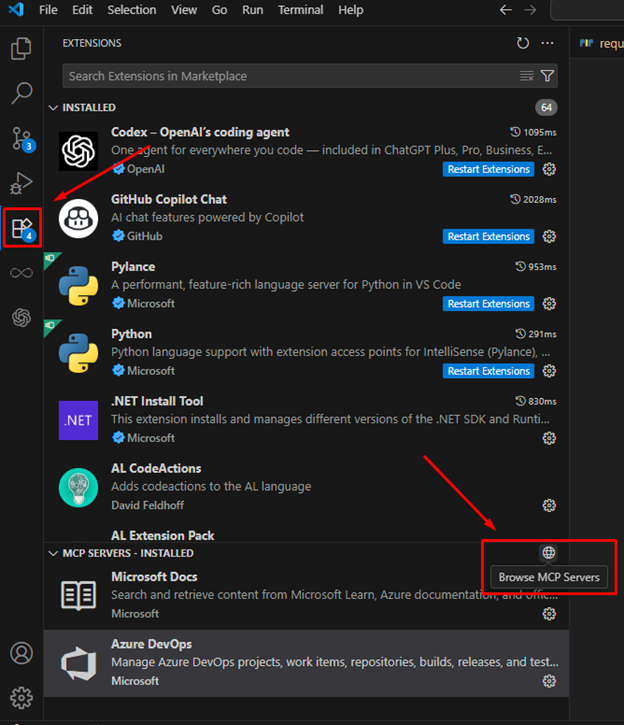 File Edit Selection View Go Run Terminal Help
EXTENSIONS
requ
Search Extensions in Marketplace
INSTALLED
64
Codex – OpenAI's coding agent
1095ms
One agent for everywhere you code — included in ChatGPT Plus, Pro, Business, E...
OpenAI
Restart Extensions
3
GitHub Copilot Chat
2028ms
AI chat features powered by Copilot
GitHub
Restart Extensions
4
Pylance
953ms
A performant, feature-rich language server for Python in VS Code
Microsoft
Restart Extensions
Python
291ms
Python language support with extension access points for IntelliSense (Pylance), ...
Microsoft
Restart Extensions
.NET
.NET Install Tool
830ms
This extension installs and manages different versions of the .NET SDK and Runti...
Microsoft
AL CodeActions
Adds codeactions to the AL language
David Feldhoff
AL Extension Pack
MCP SERVERS - INSTALLED
Browse MCP Servers
Microsoft Docs
Search and retrieve content from Microsoft Learn, Azure documentation, and offic...
Microsoft
Azure DevOps
Manage Azure DevOps projects, work items, repositories, builds, releases, and test...
Microsoft